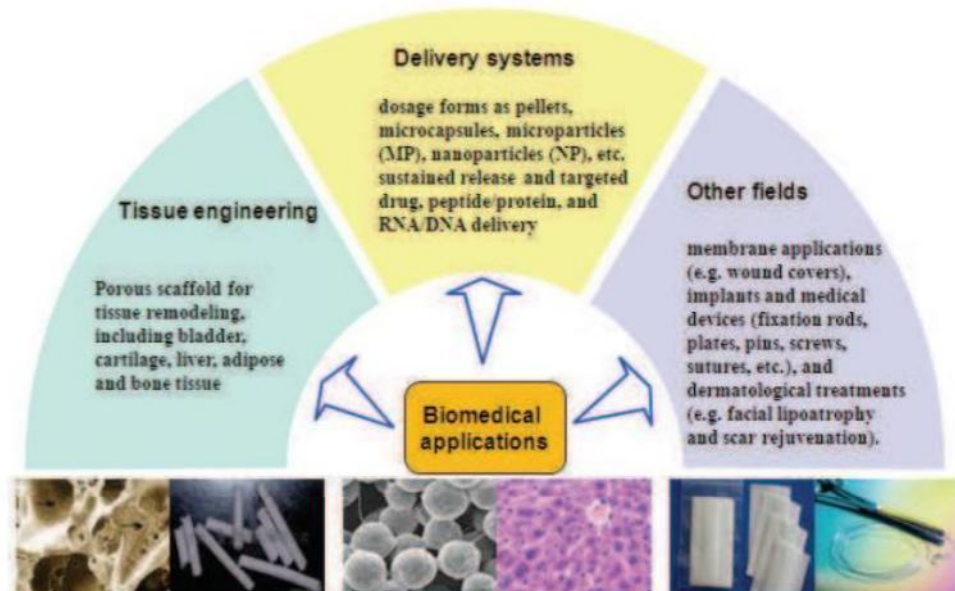 Delivery systems
dosage forms as pellets,
microcapsules, microparticles
(MP), nanoparticles (NP), etc.
sustained release and targeted
drug, peptide/protein, and
RNA/DNA delivery
Tissue engineering
Porous scaffold for
tissue remodeling,
including bladder,
cartilage, liver, adipose
and bone tissue
Other fields
membrane applications
(e.g. wound covers),
implants and medical
devices (fixation rods,
plates, pins, screws,
sutures, etc.), and
dermatological treatments
(e.g. facial lipoatrophy
and scar rejuvenation).
Biomedical
applications